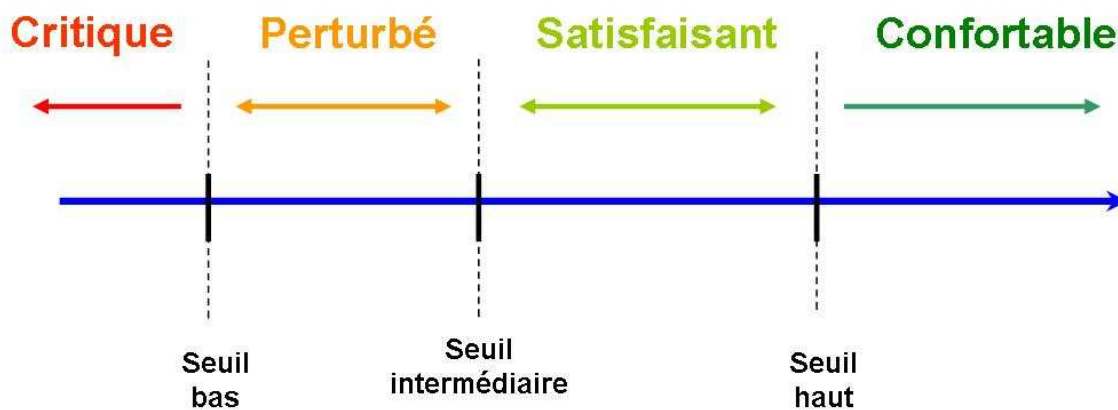 Critique Perturbé Satisfaisant Confortable
Seuil
bas
Seuil
intermédiaire
Seuil
haut